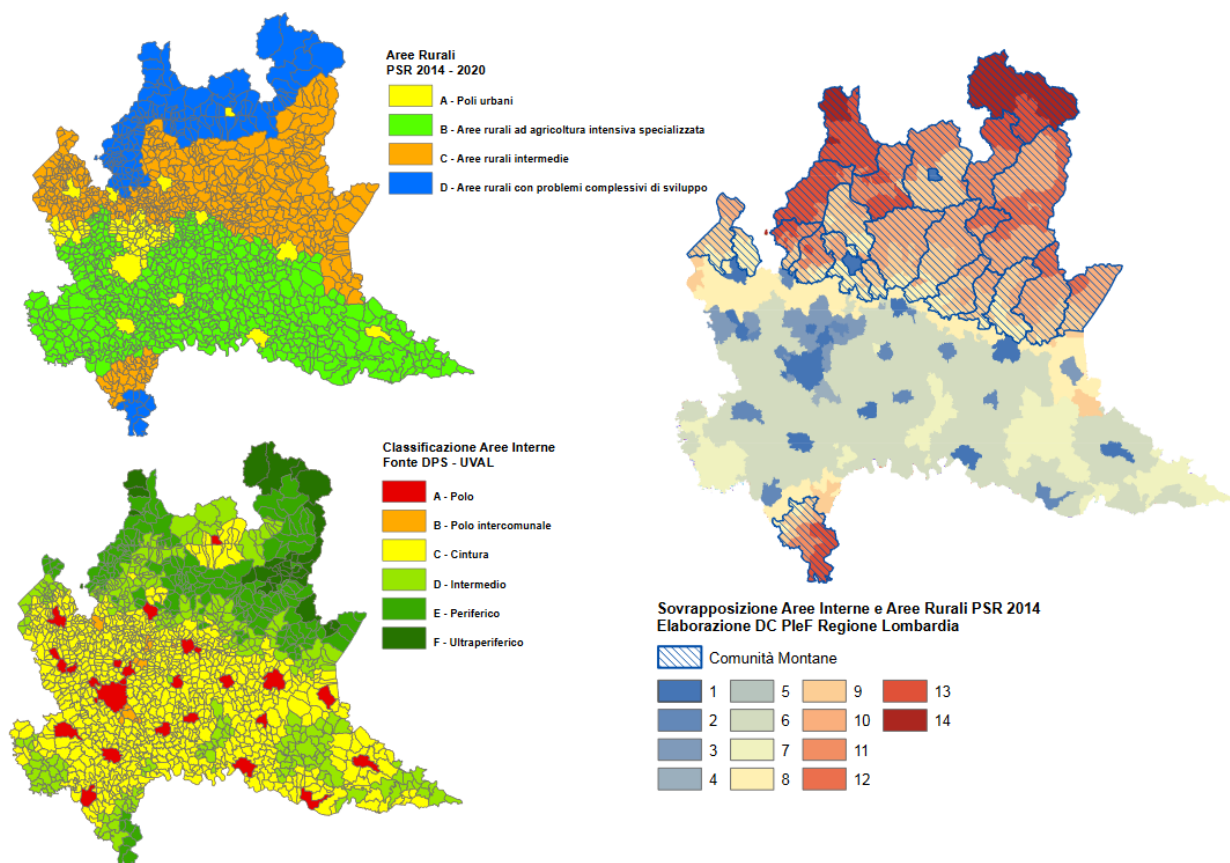 Aree Rurali
PSR 2014 - 2020
A - Poli urbani
B - Aree rurali ad agricoltura intensiva specializzata
C - Aree rurali intermedie
D - Aree rurali con problemi complessivi di sviluppo
Classificazione Aree Interne
Fonte DPS - UVAL
A - Polo
B - Polo intercomunale
C - Cintura
D - Intermedio
E - Periferico
F - Ultraperiferico
Sovrapposizione Aree Interne e Aree Rurali PSR 2014
Elaborazione DC PIeF Regione Lombardia
Comunità Montane
1 5 9 13
2 6 10 14
3 7 11
4 8 12